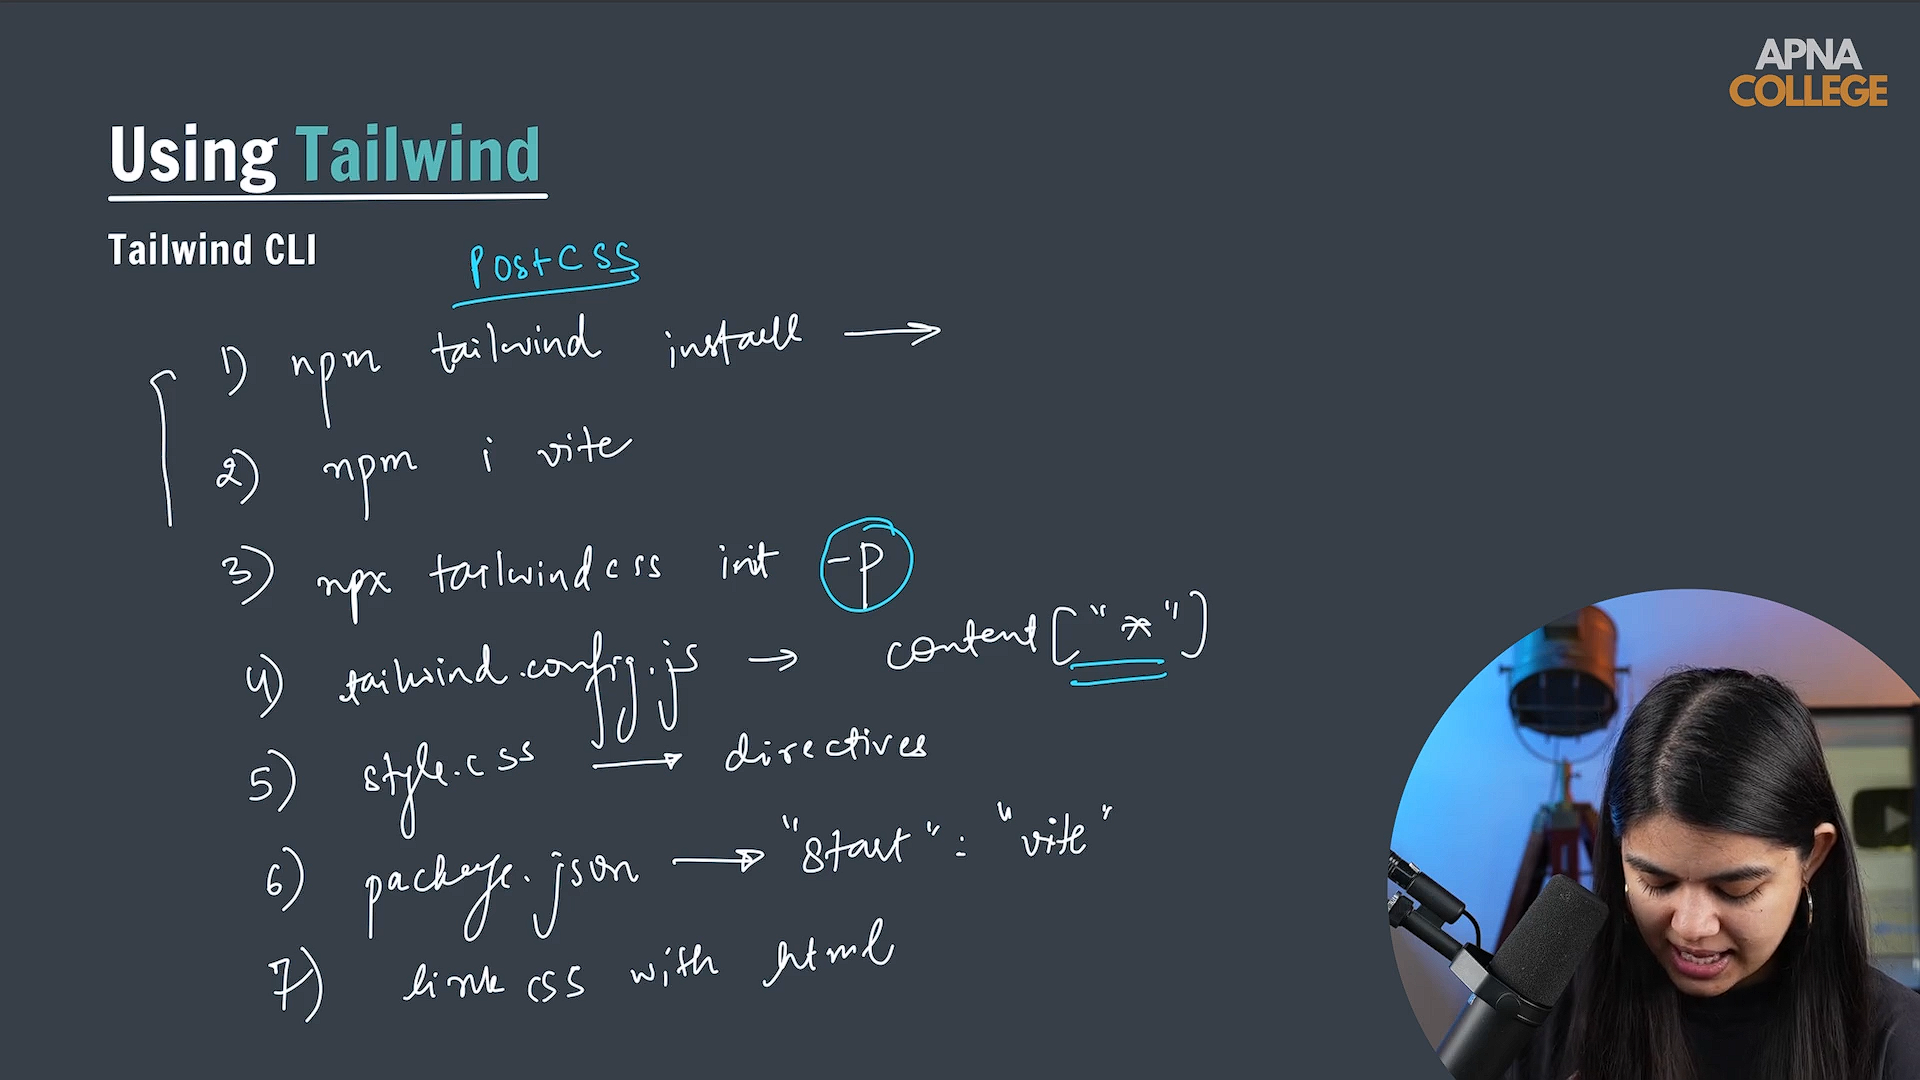 APNA
COLLEGE
Using Tailwind
Tailwind CLI
PostCSS
1) npm tailwind install →
2) npm i vite
3) npx tailwindcss init -p
4) tailwind.config.js → content["*"]
5) style.css → directives
6) package.json → "start" : "vite"
7) link css with html